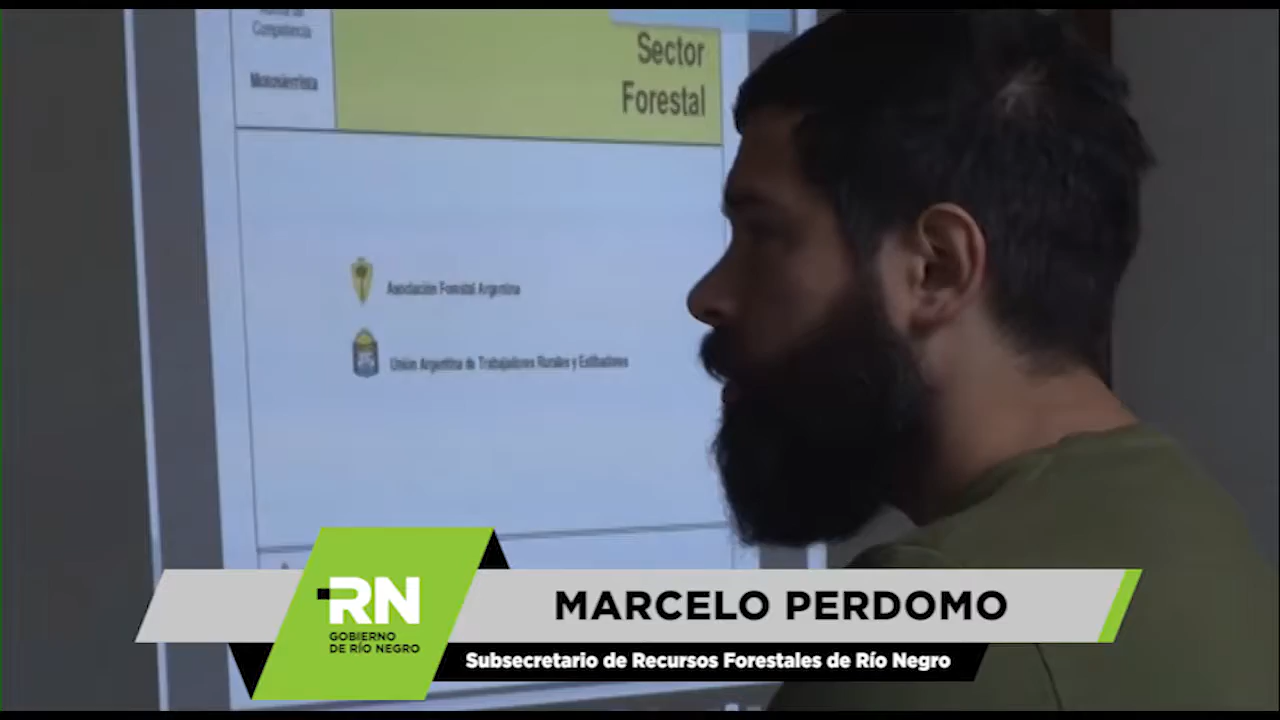 Competencia
Motosierrista
Sector
Forestal
Asociación Forestal Argentina
Unión Argentina de Trabajadores Rurales y Estibadores
RN
GOBIERNO
DE RÍO NEGRO
MARCELO PERDOMO
Subsecretario de Recursos Forestales de Río Negro